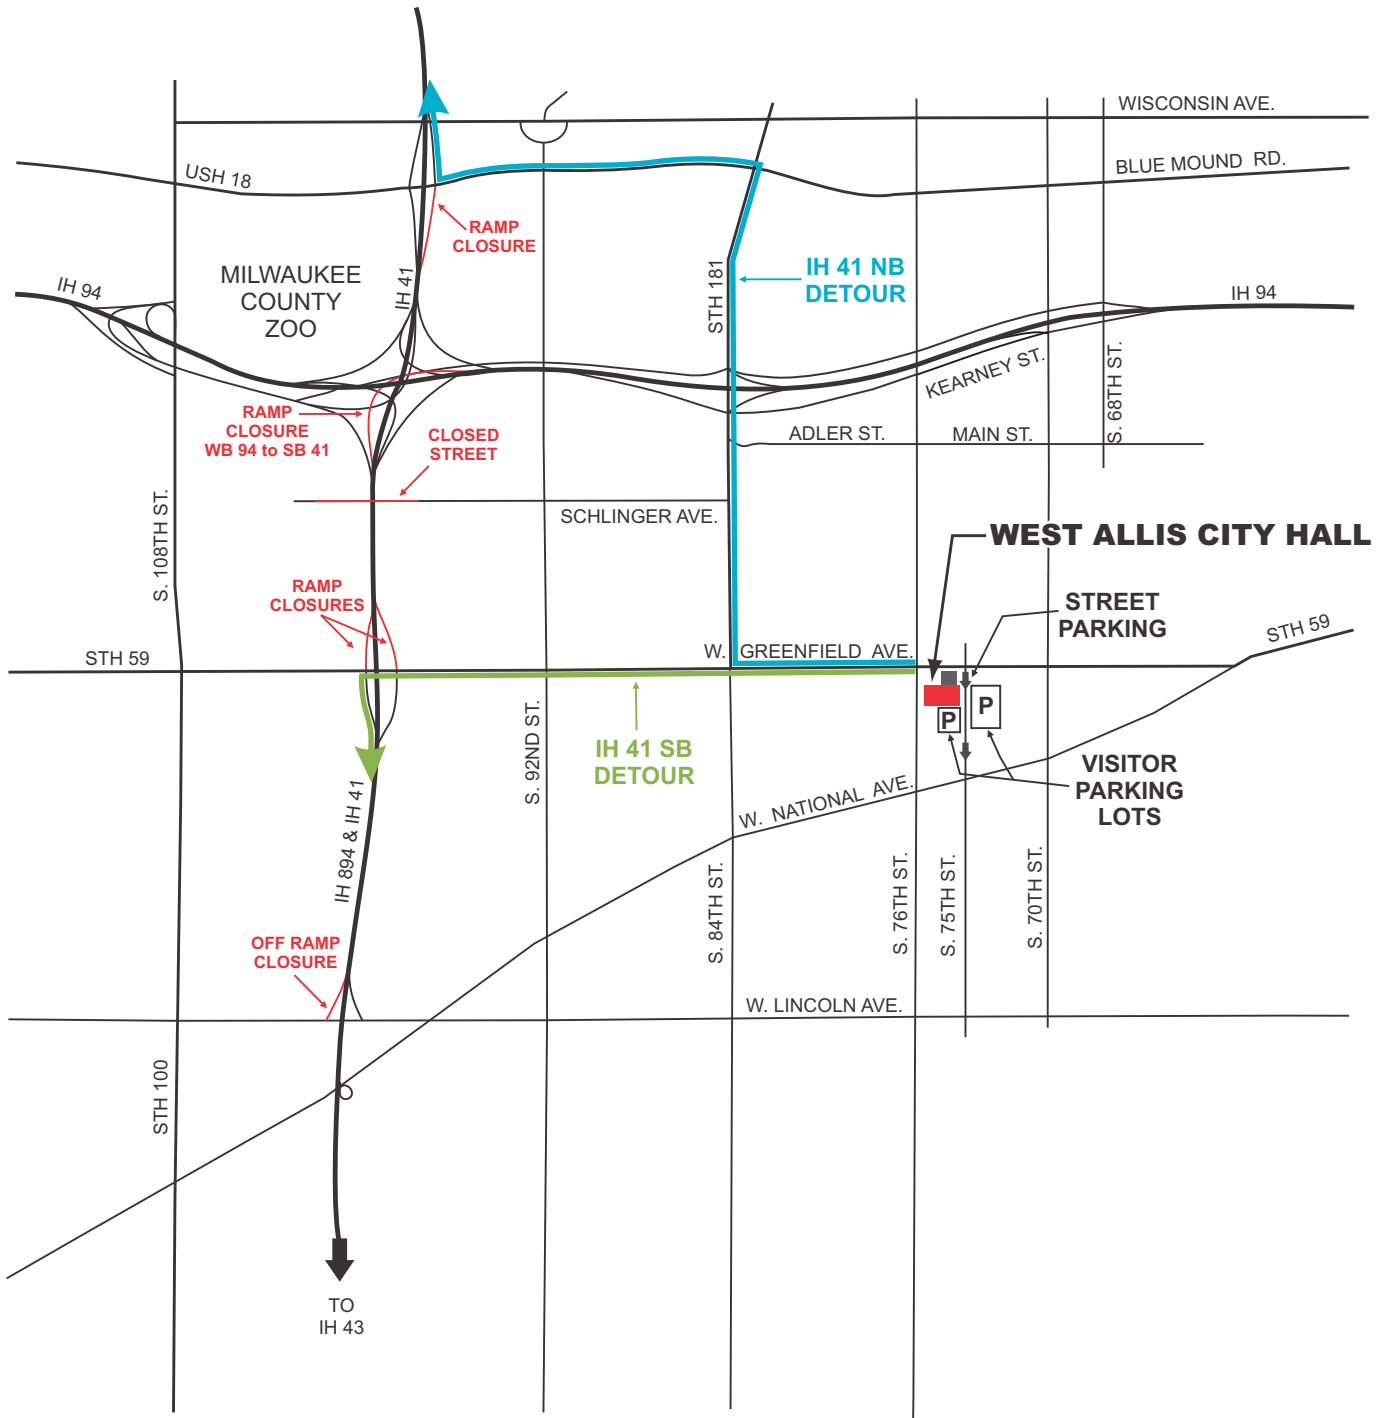 WISCONSIN AVE.
USH 18
BLUE MOUND RD.
RAMP
CLOSURE
MILWAUKEE
COUNTY
ZOO
IH 94
IH 41
STH 181
IH 41 NB
DETOUR
IH 94
KEARNEY ST.
S. 68TH ST.
RAMP
CLOSURE
WB 94 to SB 41
CLOSED
STREET
ADLER ST.
MAIN ST.
S. 108TH ST.
SCHLINGER AVE.
WEST ALLIS CITY HALL
RAMP
CLOSURES
STREET
PARKING
STH 59
STH 59
W. GREENFIELD AVE.
P
P
IH 41 SB
DETOUR
S. 92ND ST.
VISITOR
PARKING
LOTS
W. NATIONAL AVE.
IH 894 & IH 41
S. 84TH ST.
S. 76TH ST.
S. 75TH ST.
S. 70TH ST.
OFF RAMP
CLOSURE
W. LINCOLN AVE.
STH 100
TO
IH 43